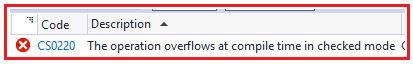 Code Description
CS0220 The operation overflows at compile time in checked mode